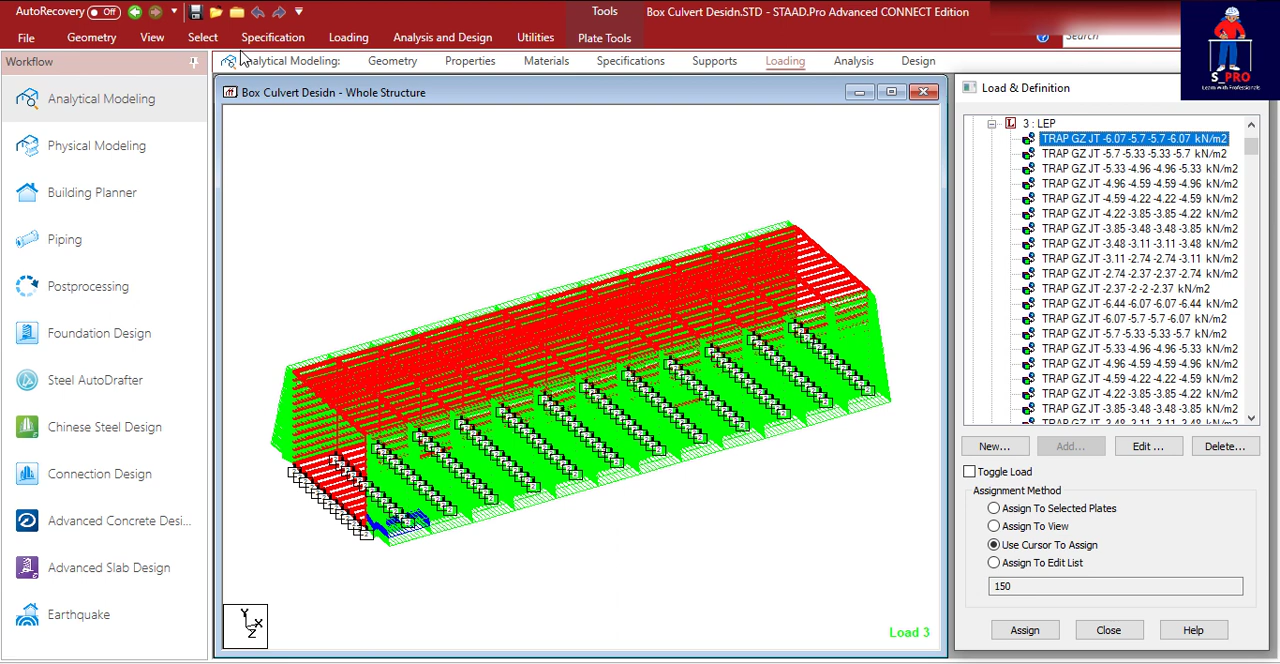 AutoRecovery Off
Tools
Box Culvert Desidn.STD - STAAD.Pro Advanced CONNECT Edition
File Geometry View Select Specification Loading Analysis and Design Utilities Plate Tools
Search
S_PRO
Learn with Professionals
Workflow
Analytical Modeling: Geometry Properties Materials Specifications Supports Loading Analysis Design
Analytical Modeling
Physical Modeling
Building Planner
Piping
Postprocessing
Foundation Design
Steel AutoDrafter
Chinese Steel Design
Connection Design
Advanced Concrete Desi...
Advanced Slab Design
Earthquake
Box Culvert Desidn - Whole Structure
Y
X
Z
Load 3
Load & Definition
L 3 : LEP
TRAP GZ JT -6.07 -5.7 -5.7 -6.07 kN/m2
TRAP GZ JT -5.7 -5.33 -5.33 -5.7 kN/m2
TRAP GZ JT -5.33 -4.96 -4.96 -5.33 kN/m2
TRAP GZ JT -4.96 -4.59 -4.59 -4.96 kN/m2
TRAP GZ JT -4.59 -4.22 -4.22 -4.59 kN/m2
TRAP GZ JT -4.22 -3.85 -3.85 -4.22 kN/m2
TRAP GZ JT -3.85 -3.48 -3.48 -3.85 kN/m2
TRAP GZ JT -3.48 -3.11 -3.11 -3.48 kN/m2
TRAP GZ JT -3.11 -2.74 -2.74 -3.11 kN/m2
TRAP GZ JT -2.74 -2.37 -2.37 -2.74 kN/m2
TRAP GZ JT -2.37 -2 -2 -2.37 kN/m2
TRAP GZ JT -6.44 -6.07 -6.07 -6.44 kN/m2
TRAP GZ JT -6.07 -5.7 -5.7 -6.07 kN/m2
TRAP GZ JT -5.7 -5.33 -5.33 -5.7 kN/m2
TRAP GZ JT -5.33 -4.96 -4.96 -5.33 kN/m2
TRAP GZ JT -4.96 -4.59 -4.59 -4.96 kN/m2
TRAP GZ JT -4.59 -4.22 -4.22 -4.59 kN/m2
TRAP GZ JT -4.22 -3.85 -3.85 -4.22 kN/m2
TRAP GZ JT -3.85 -3.48 -3.48 -3.85 kN/m2
New... Add... Edit ... Delete...
Toggle Load
Assignment Method
Assign To Selected Plates
Assign To View
Use Cursor To Assign
Assign To Edit List
150
Assign Close Help